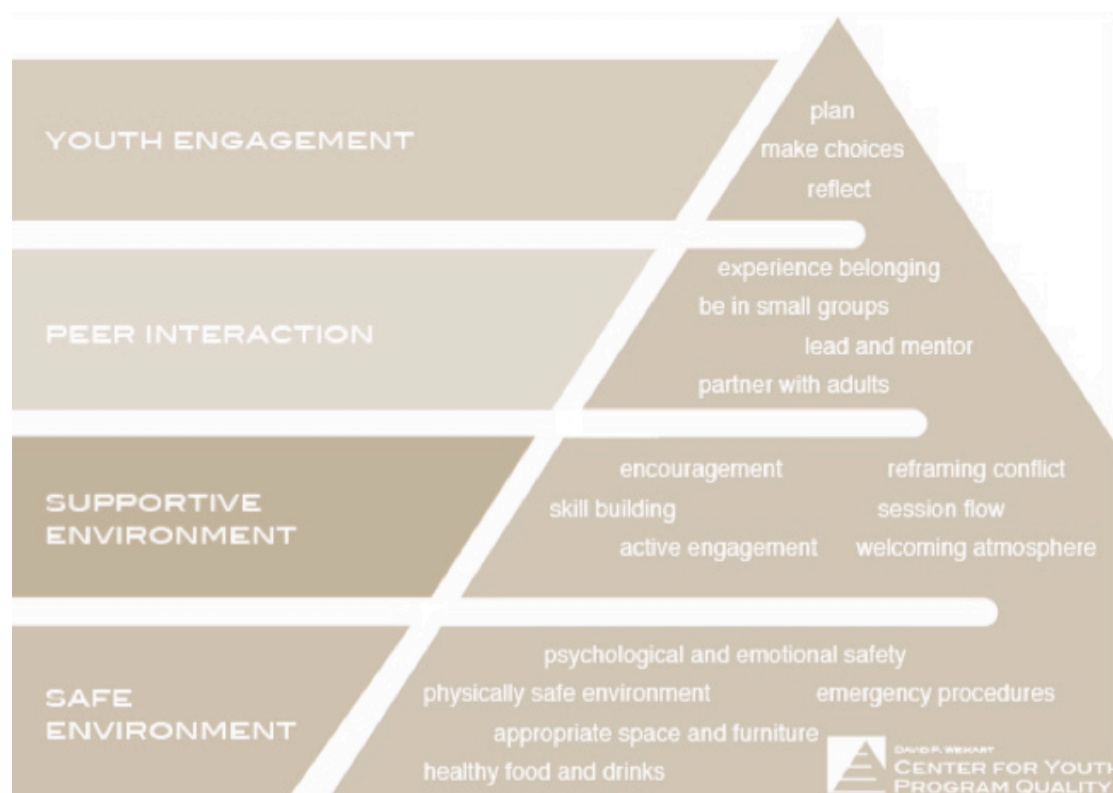 YOUTH ENGAGEMENT
plan
make choices
reflect
PEER INTERACTION
experience belonging
be in small groups
lead and mentor
partner with adults
SUPPORTIVE
ENVIRONMENT
encouragement reframing conflict
skill building session flow
active engagement welcoming atmosphere
SAFE
ENVIRONMENT
psychological and emotional safety
physically safe environment emergency procedures
appropriate space and furniture
healthy food and drinks
DAVID P. WEIKART
CENTER FOR YOUTH
PROGRAM QUALITY